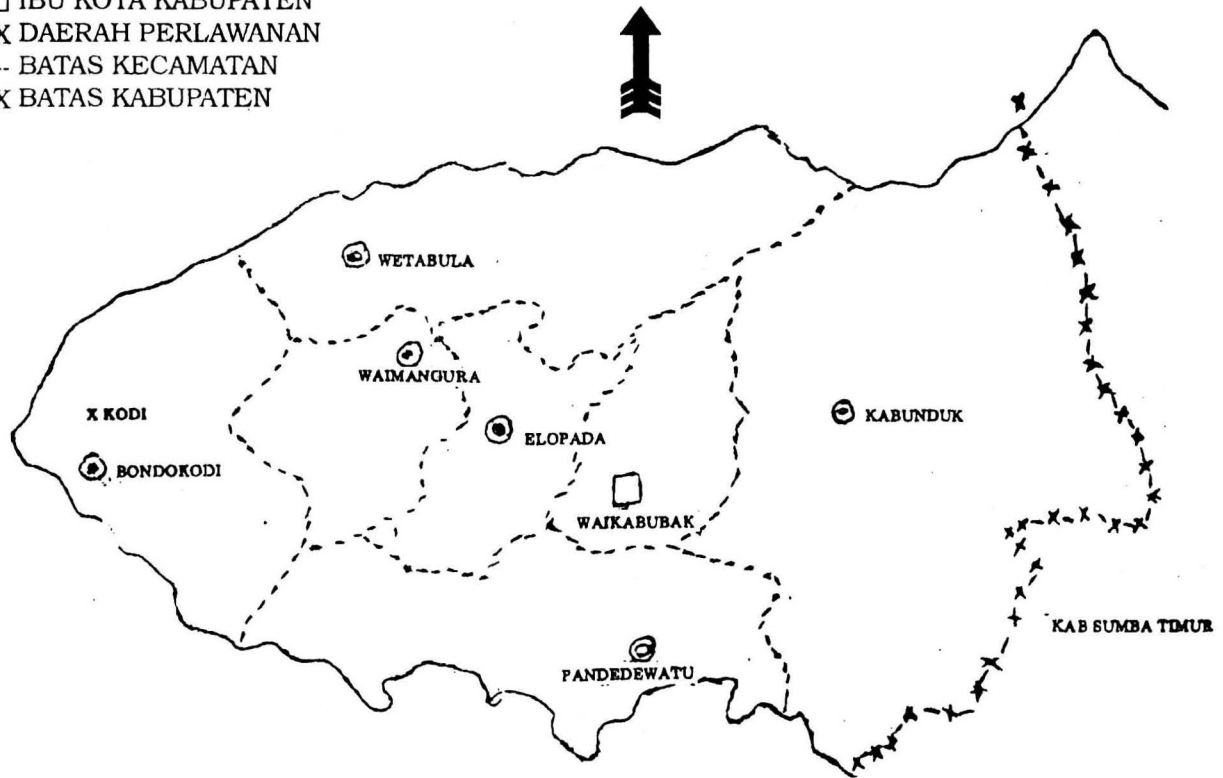 IBU KOTA KABUPATEN
X DAERAH PERLAWANAN
-- BATAS KECAMATAN
X BATAS KABUPATEN
WETABULA
WAIMANGURA
X KODI
ELOPADA
KABUNDUK
BONDOKODI
WAIKABUBAK
KAB SUMBA TIMUR
PANDEDEWATU